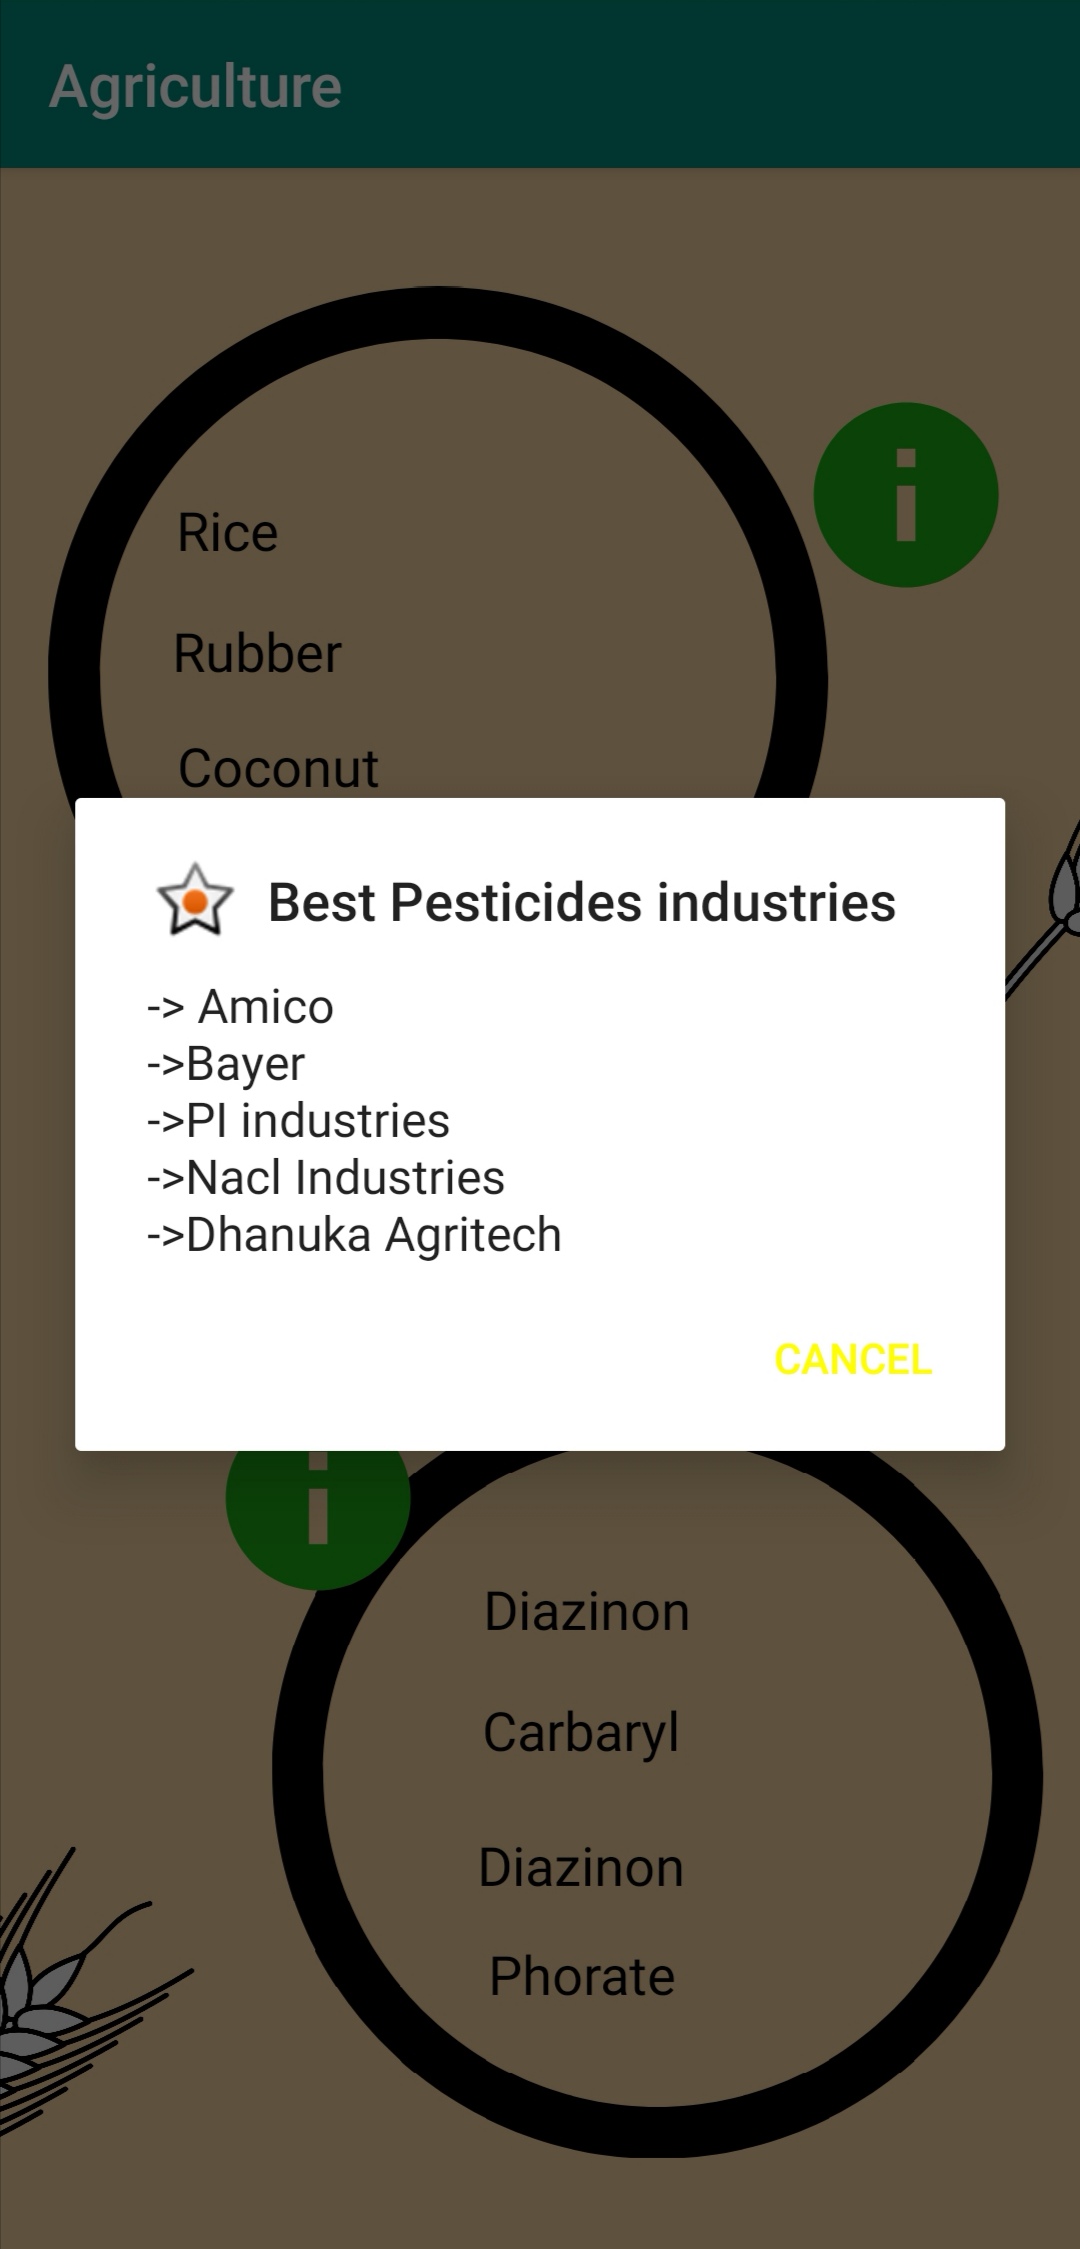 Agriculture
Rice
Rubber
Coconut
Best Pesticides industries
-> Amico
->Bayer
->PI industries
->Nacl Industries
->Dhanuka Agritech
CANCEL
Diazinon
Carbaryl
Diazinon
Phorate